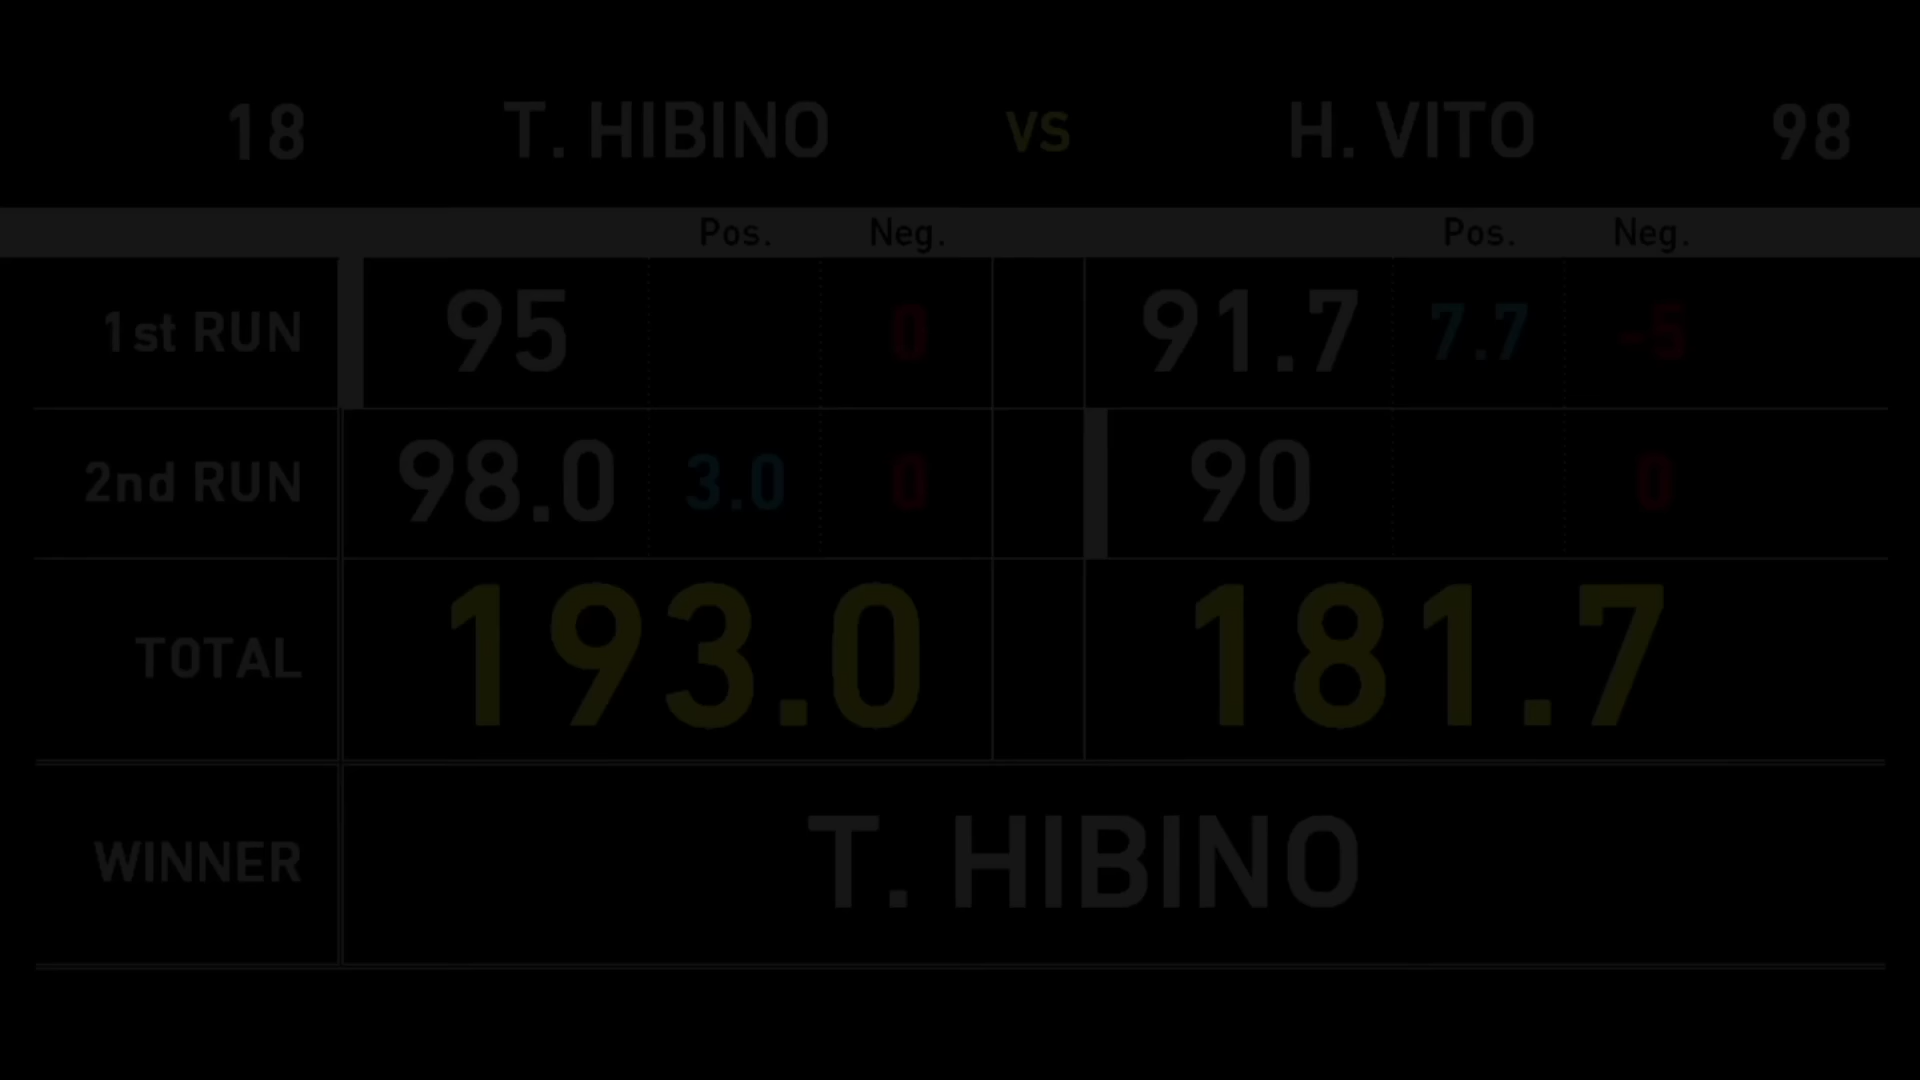 18 T. HIBINO VS H. VITO 98
Pos. Neg. Pos. Neg.
1st RUN 95 0 91.7 7.7 -5
2nd RUN 98.0 3.0 0 90 0
TOTAL 193.0 181.7
WINNER T. HIBINO